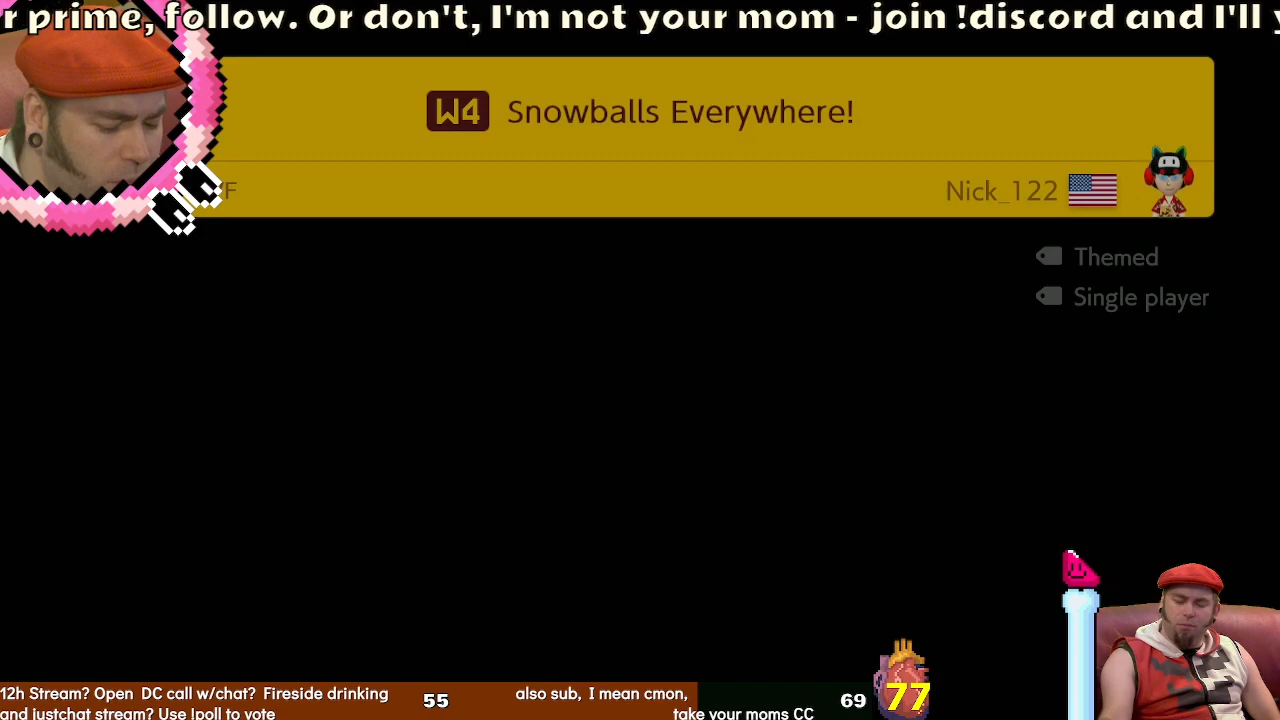 r prime, follow. Or don't, I'm not your mom - join !discord and I'll y
W4 Snowballs Everywhere!
F Nick_122
Themed
Single player
12h Stream? Open DC call w/chat? Fireside drinking
and justchat stream? Use !poll to vote
55
also sub, I mean cmon,
take your moms CC
69
77